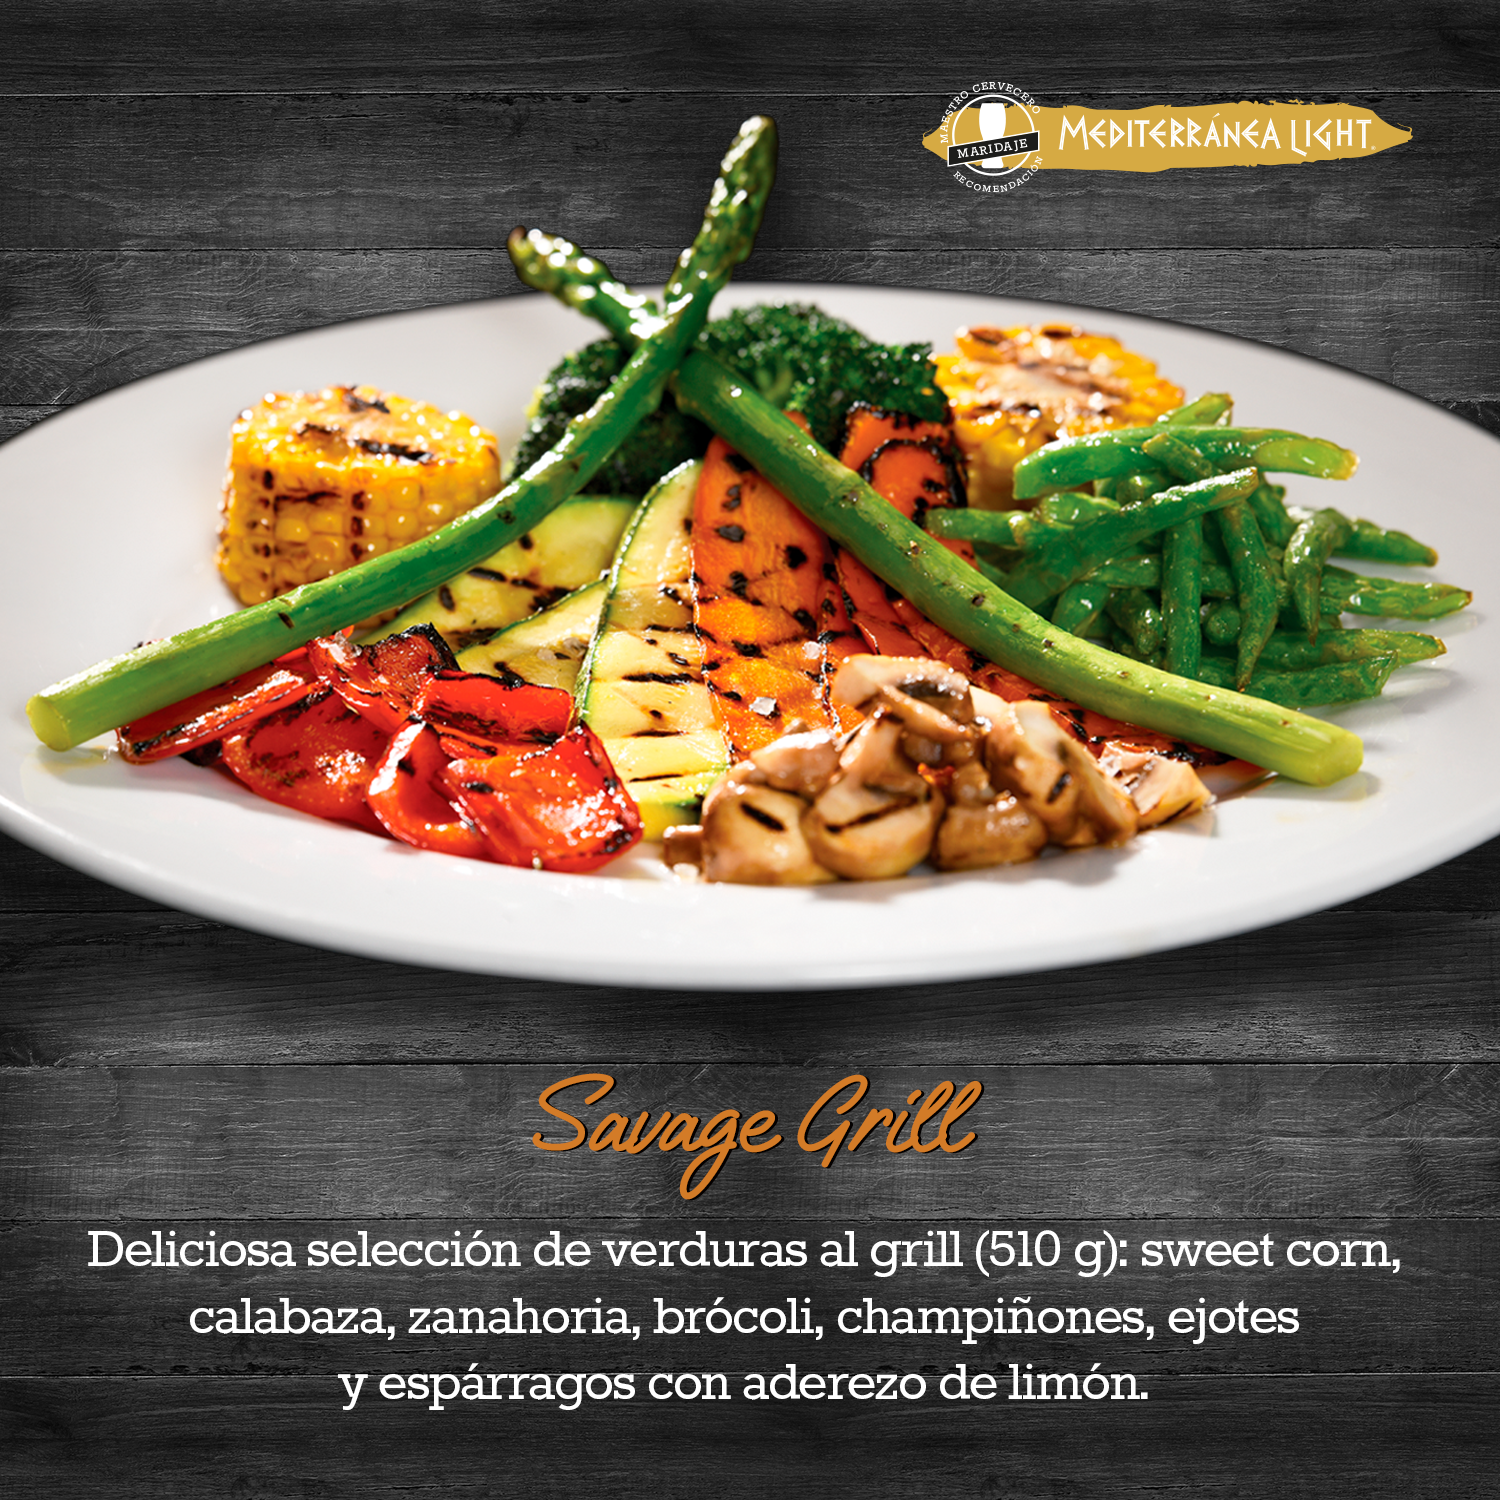 MAESTRO CERVECERO
MARIDAJE
RECOMENDACIÓN
MEDITERRÁNEA LIGHT®
Savage Grill
Deliciosa selección de verduras al grill (510 g): sweet corn,
calabaza, zanahoria, brócoli, champiñones, ejotes
y espárragos con aderezo de limón.